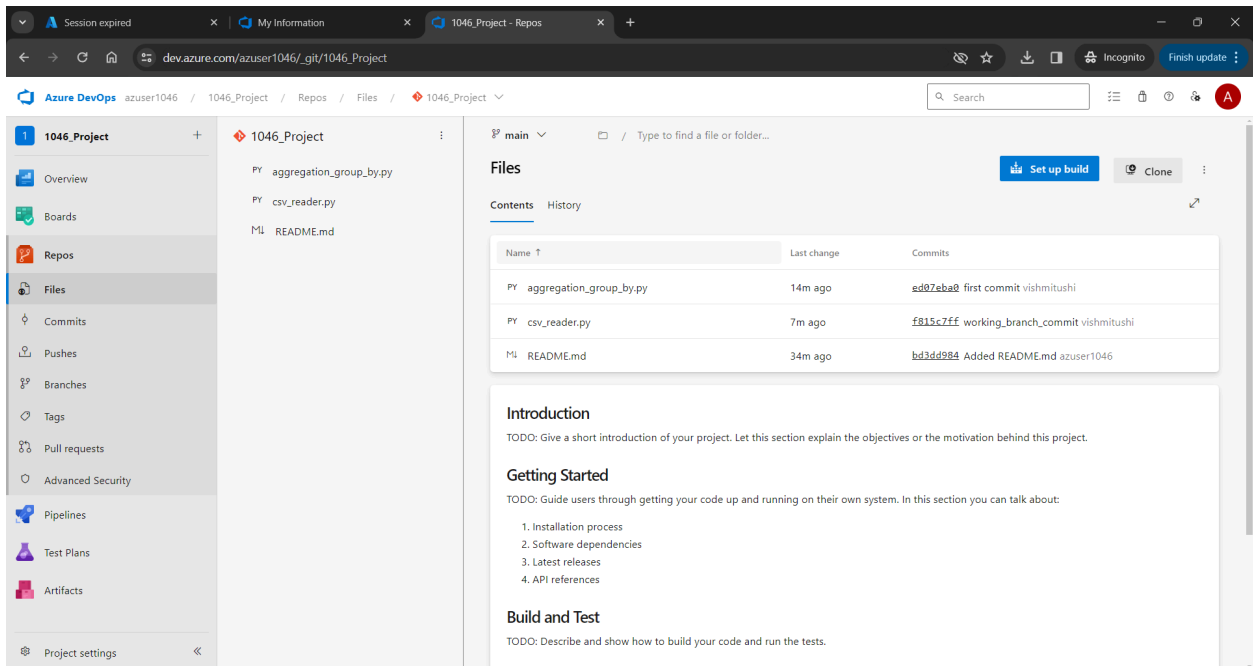 Session expired
My Information
1046_Project - Repos
dev.azure.com/azuser1046/_git/1046_Project
Incognito
Finish update
Azure DevOps azuser1046 / 1046_Project / Repos / Files / 1046_Project
Search
A
1 1046_Project
Overview
Boards
Repos
Files
Commits
Pushes
Branches
Tags
Pull requests
Advanced Security
Pipelines
Test Plans
Artifacts
Project settings
1046_Project
PY aggregation_group_by.py
PY csv_reader.py
M↓ README.md
main / Type to find a file or folder...
Files
Set up build
Clone
Contents History
Name ↑ Last change Commits
PY aggregation_group_by.py 14m ago ed07eba0 first commit vishmitushi
PY csv_reader.py 7m ago f815c7ff working_branch_commit vishmitushi
M↓ README.md 34m ago bd3dd984 Added README.md azuser1046
Introduction
TODO: Give a short introduction of your project. Let this section explain the objectives or the motivation behind this project.
Getting Started
TODO: Guide users through getting your code up and running on their own system. In this section you can talk about:
1. Installation process
2. Software dependencies
3. Latest releases
4. API references
Build and Test
TODO: Describe and show how to build your code and run the tests.